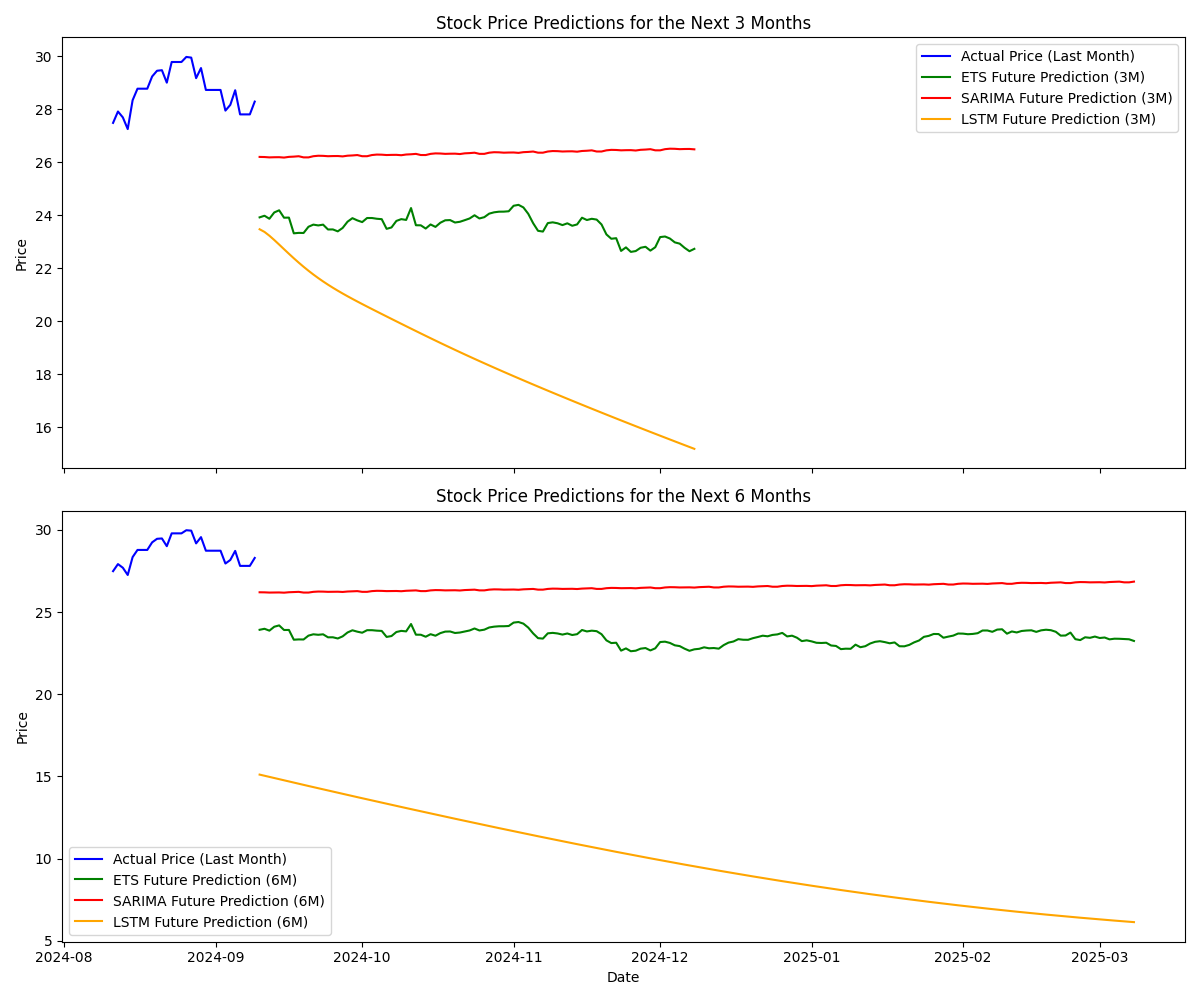 Stock Price Predictions for the Next 3 Months
Price
30
28
26
24
22
20
18
16
Actual Price (Last Month)
ETS Future Prediction (3M)
SARIMA Future Prediction (3M)
LSTM Future Prediction (3M)
Stock Price Predictions for the Next 6 Months
Price
30
25
20
15
10
5
Actual Price (Last Month)
ETS Future Prediction (6M)
SARIMA Future Prediction (6M)
LSTM Future Prediction (6M)
2024-08 2024-09 2024-10 2024-11 2024-12 2025-01 2025-02 2025-03
Date